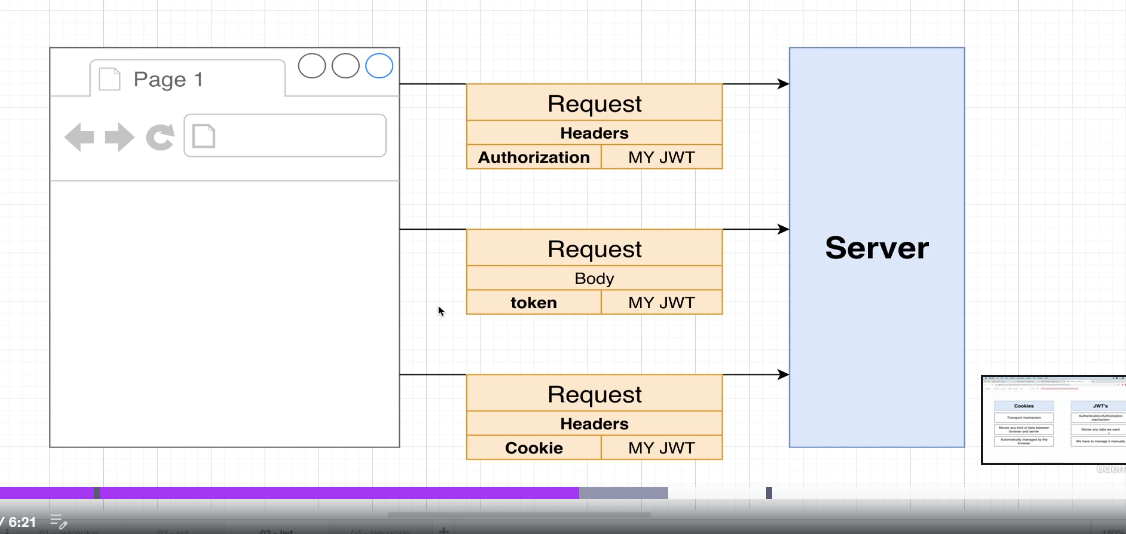 Page 1
Request
Headers
Authorization MY JWT
Request
Body
token MY JWT
Request
Headers
Cookie MY JWT
Server
Cookies JWT's
Transport mechanism
Authentication/Authorization mechanism
Moves any kind of data between browser and server
Stores any data we want
Automatically managed by the browser
We have to manage it manually
/ 6:21